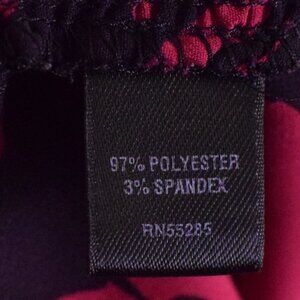 97% POLYESTER
3% SPANDEX
RN55285